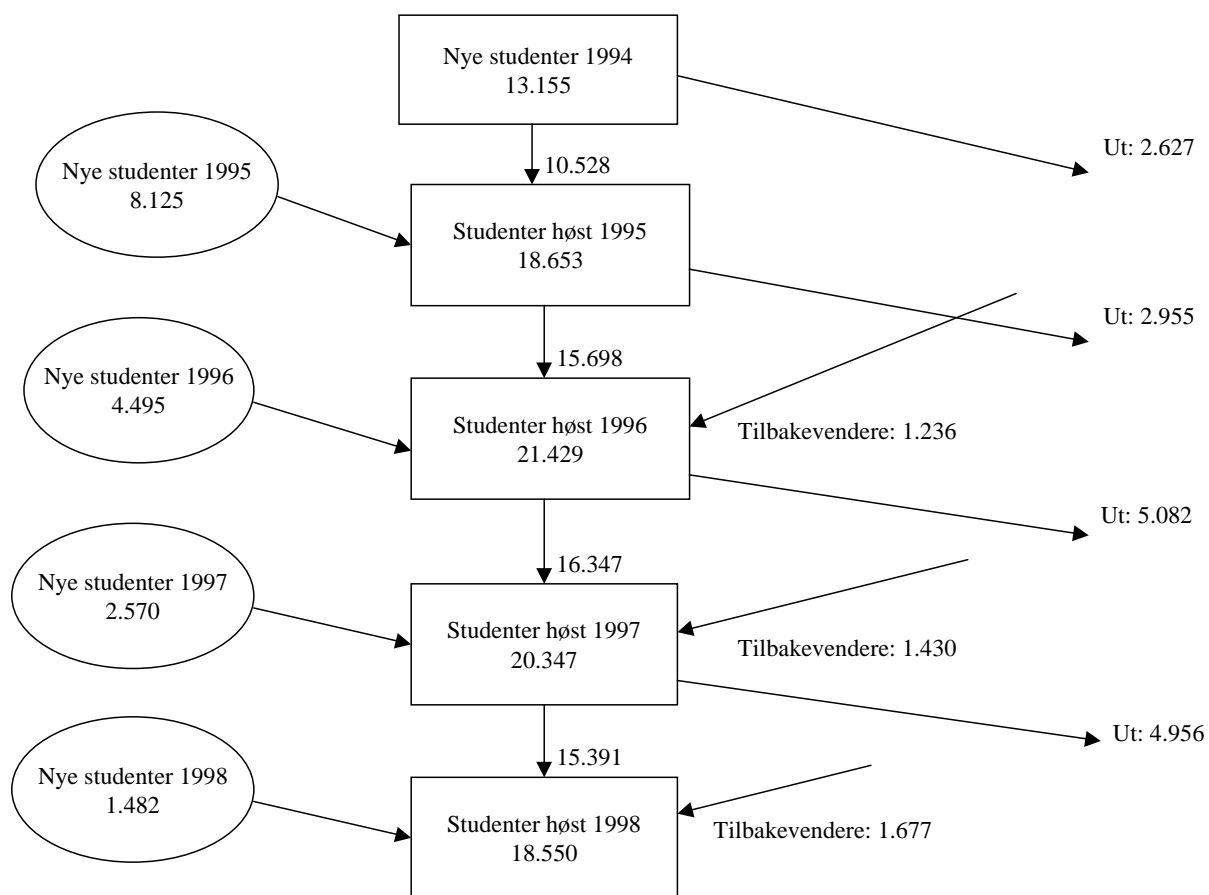 Nye studenter 1994
13.155
Ut: 2.627
10.528
Nye studenter 1995
8.125
Studenter høst 1995
18.653
Ut: 2.955
15.698
Nye studenter 1996
4.495
Studenter høst 1996
21.429
Tilbakevendere: 1.236
Ut: 5.082
16.347
Nye studenter 1997
2.570
Studenter høst 1997
20.347
Tilbakevendere: 1.430
Ut: 4.956
15.391
Nye studenter 1998
1.482
Studenter høst 1998
18.550
Tilbakevendere: 1.677